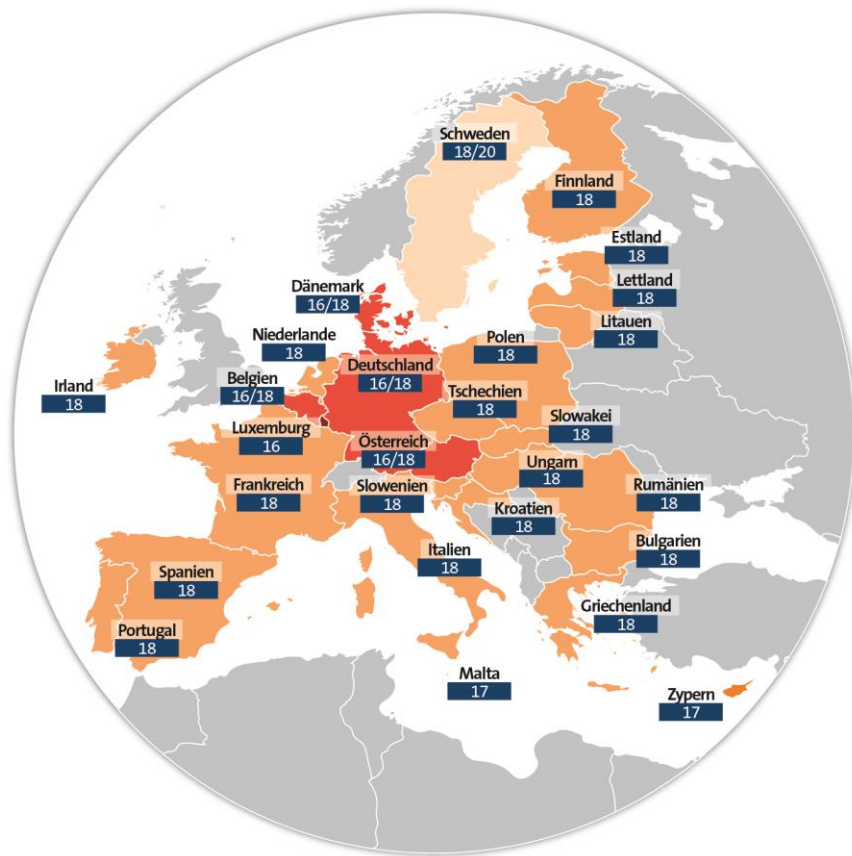 Schweden
18/20
Finnland
18
Estland
18
Lettland
18
Litauen
18
Dänemark
16/18
Niederlande
18
Polen
18
Irland
18
Belgien
16/18
Deutschland
16/18
Tschechien
18
Luxemburg
16
Slowakei
18
Österreich
16/18
Ungarn
18
Frankreich
18
Slowenien
18
Rumänien
18
Kroatien
18
Italien
18
Bulgarien
18
Spanien
18
Griechenland
18
Portugal
18
Malta
17
Zypern
17